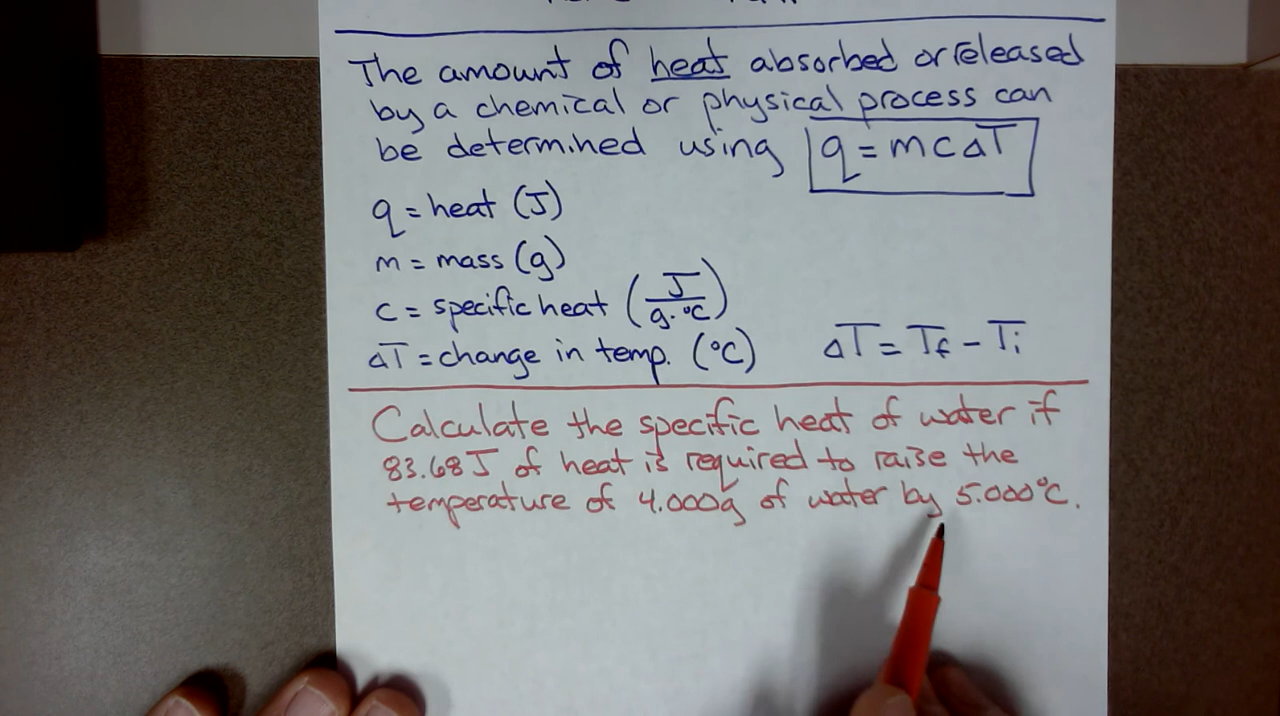 The amount of heat absorbed or released
by a chemical or physical process can
be determined using q = mcΔT
q = heat (J)
m = mass (g)
c = specific heat (J/g·°C)
ΔT = change in temp. (°C) ΔT = Tf - Ti
Calculate the specific heat of water if
83.68J of heat is required to raise the
temperature of 4.000g of water by 5.000°C.